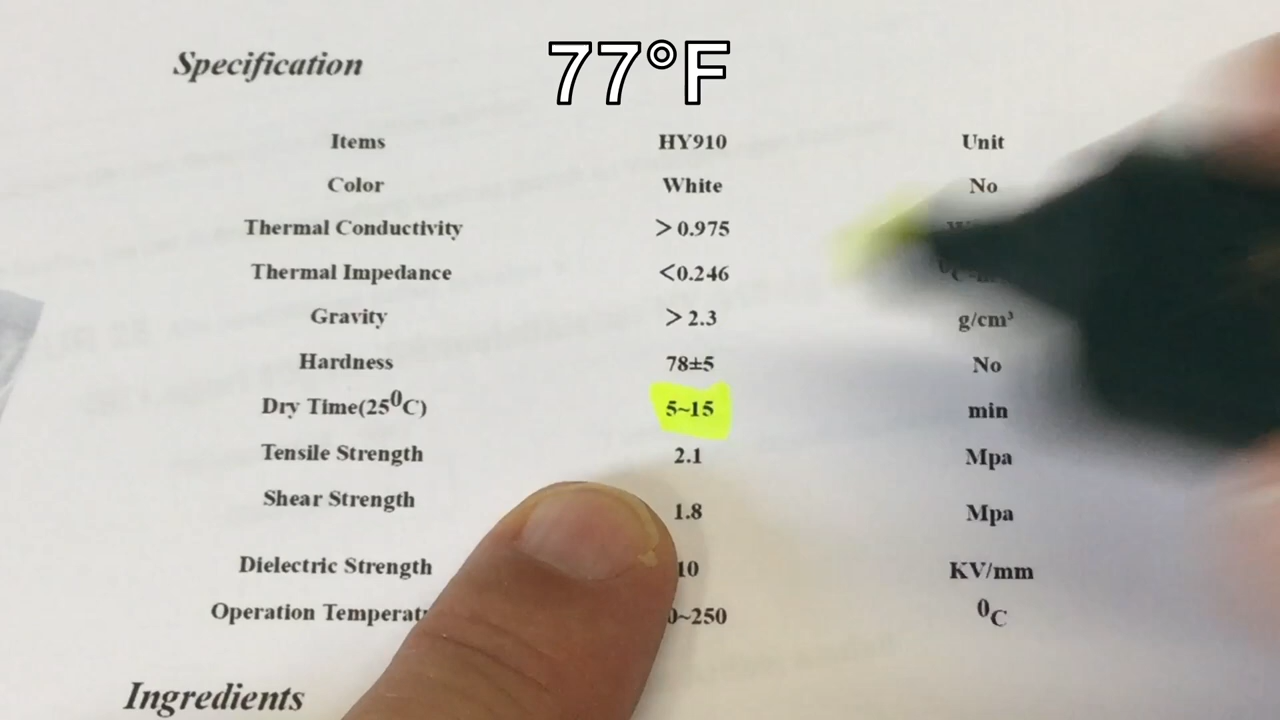 77°F
Specification
Items HY910 Unit
Color White No
Thermal Conductivity >0.975
Thermal Impedance <0.246
Gravity >2.3 g/cm³
Hardness 78±5 No
Dry Time(25⁰C) 5~15 min
Tensile Strength 2.1 Mpa
Shear Strength 1.8 Mpa
Dielectric Strength 10 KV/mm
Operation 0~250 ⁰C
Ingredients